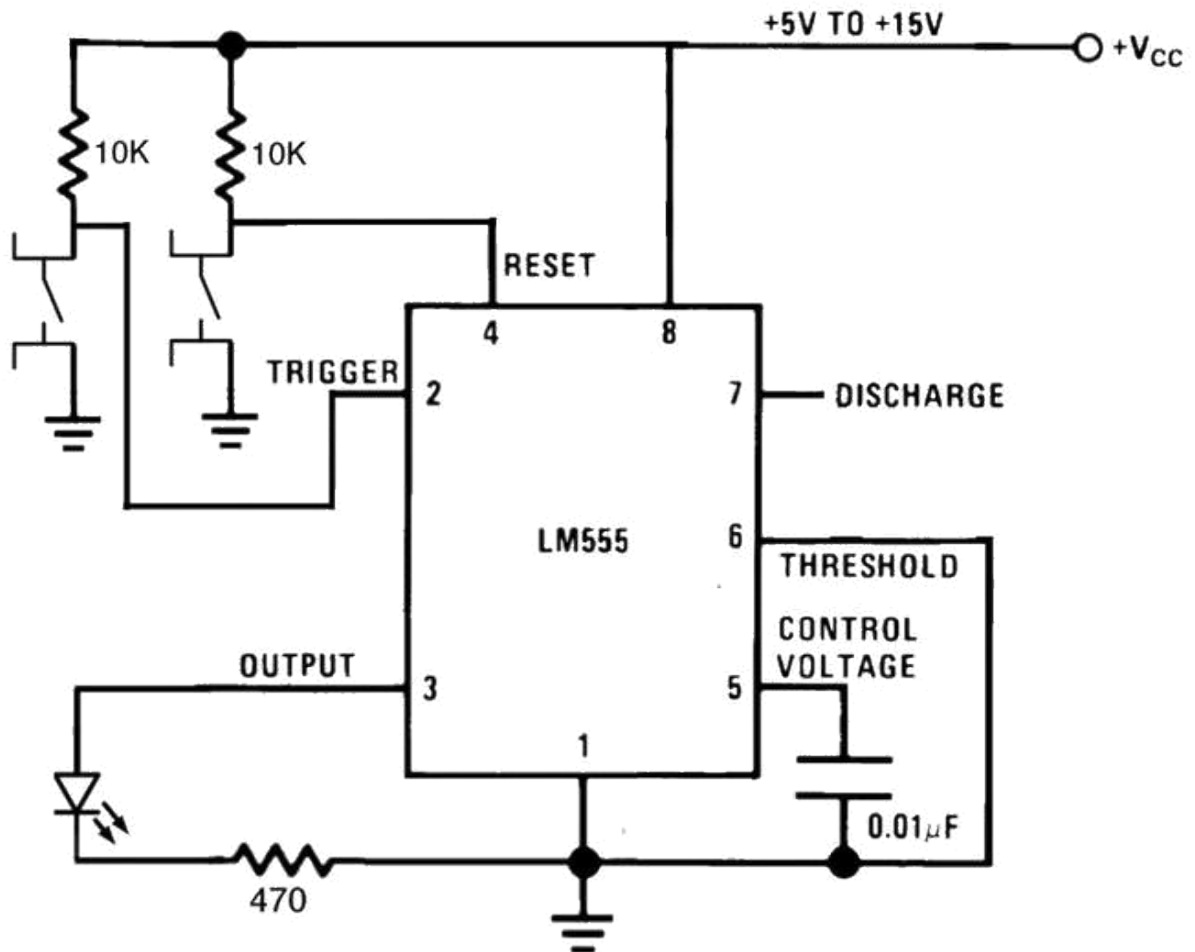 +5V TO +15V
+VCC
10K
10K
RESET
4
8
TRIGGER
2
7
DISCHARGE
LM555
6
THRESHOLD
CONTROL
VOLTAGE
OUTPUT
3
5
1
0.01μF
470